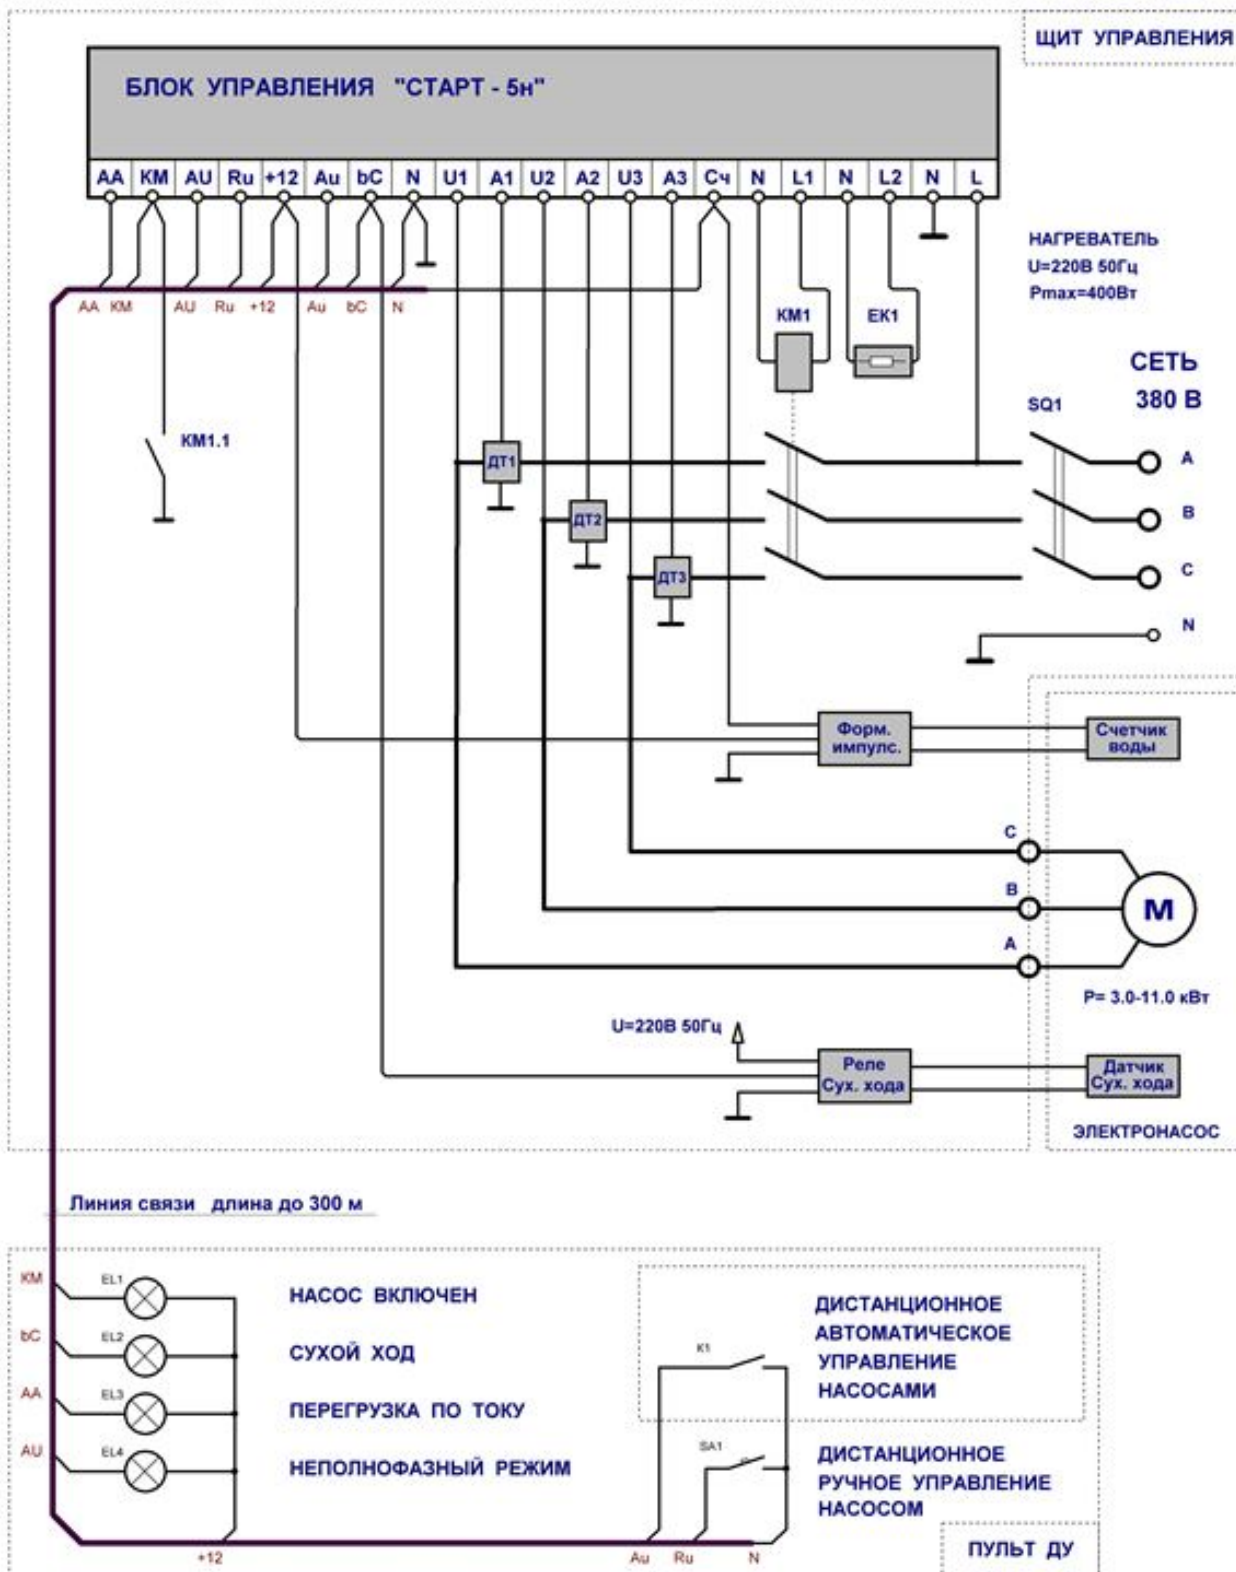 ЩИТ УПРАВЛЕНИЯ
БЛОК УПРАВЛЕНИЯ "СТАРТ - 5н"
AA KM AU Ru +12 Au bC N U1 A1 U2 A2 U3 A3 Сч N L1 N L2 N L
НАГРЕВАТЕЛЬ
U=220В 50Гц
Pmax=400Вт
AA KM AU Ru +12 Au bC N
КМ1 ЕК1
СЕТЬ
380 В
SQ1
КМ1.1
ДТ1
A
ДТ2
B
ДТ3
C
N
Форм.
импулс.
Счетчик
воды
C
B
M
A
P= 3.0-11.0 кВт
U=220В 50Гц
Реле
Сух. хода
Датчик
Сух. хода
ЭЛЕКТРОНАСОС
Линия связи длина до 300 м
KM EL1 НАСОС ВКЛЮЧЕН
bC EL2 СУХОЙ ХОД
AA EL3 ПЕРЕГРУЗКА ПО ТОКУ
AU EL4 НЕПОЛНОФАЗНЫЙ РЕЖИМ
ДИСТАНЦИОННОЕ
АВТОМАТИЧЕСКОЕ
УПРАВЛЕНИЕ
НАСОСАМИ
K1
SA1
ДИСТАНЦИОННОЕ
РУЧНОЕ УПРАВЛЕНИЕ
НАСОСОМ
+12 Au Ru N
ПУЛЬТ ДУ